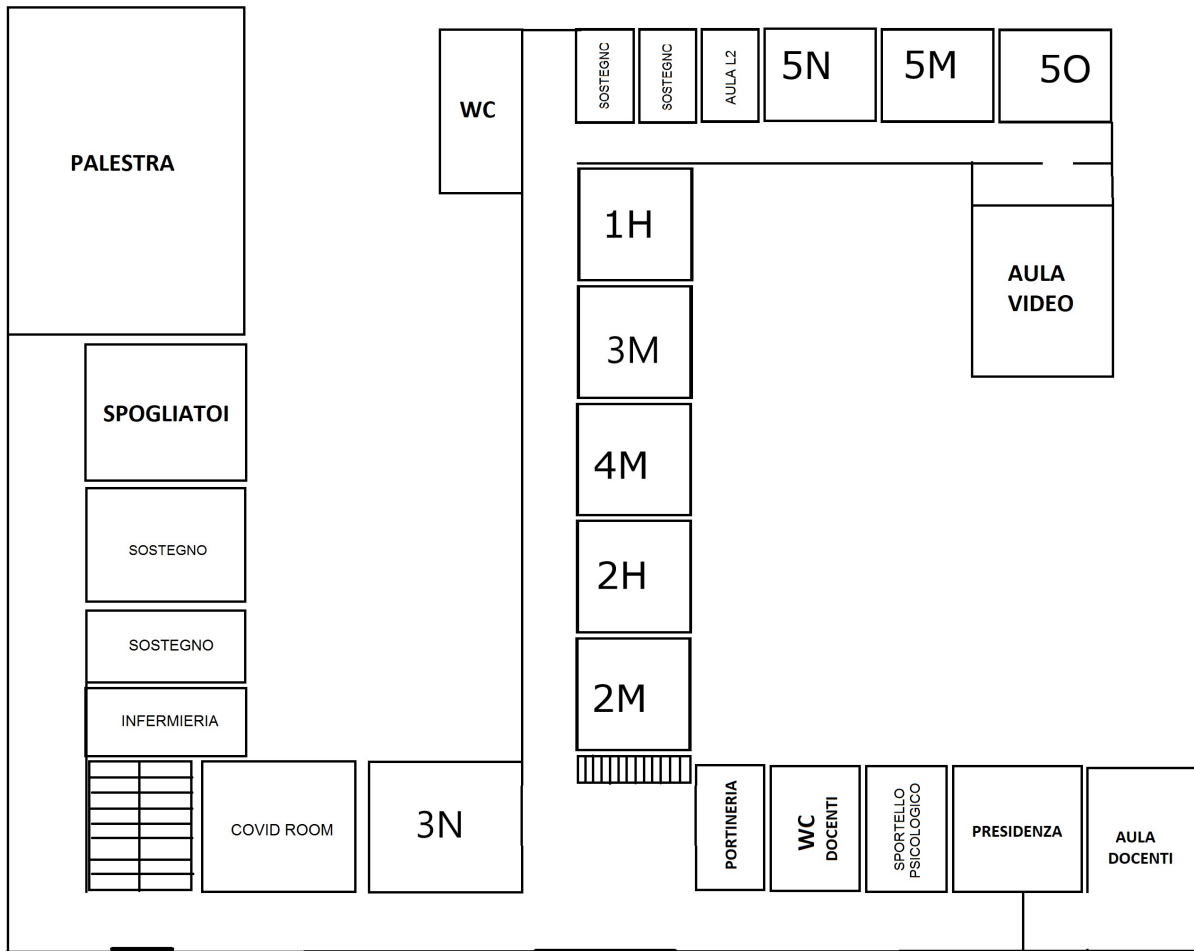 PALESTRA
WC
SOSTEGNC
SOSTEGNC
AULA L2
5N
5M
5O
1H
3M
4M
2H
2M
AULA
VIDEO
SPOGLIATOI
SOSTEGNO
SOSTEGNO
INFERMIERIA
COVID ROOM
3N
PORTINERIA
WC
DOCENTI
SPORTELLO
PSICOLOGICO
PRESIDENZA
AULA
DOCENTI